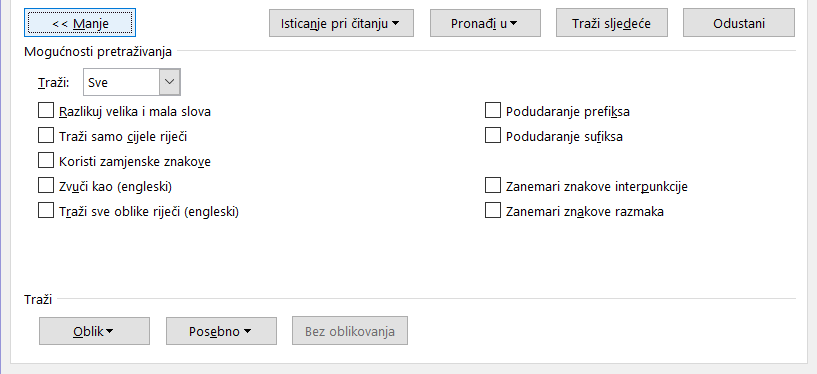 << Manje Isticanje pri čitanju Pronađi u Traži sljedeće Odustani
Mogućnosti pretraživanja
Traži: Sve
Razlikuj velika i mala slova Podudaranje prefiksa
Traži samo cijele riječi Podudaranje sufiksa
Koristi zamjenske znakove
Zvuči kao (engleski) Zanemari znakove interpunkcije
Traži sve oblike riječi (engleski) Zanemari znakove razmaka
Traži
Oblik Posebno Bez oblikovanja